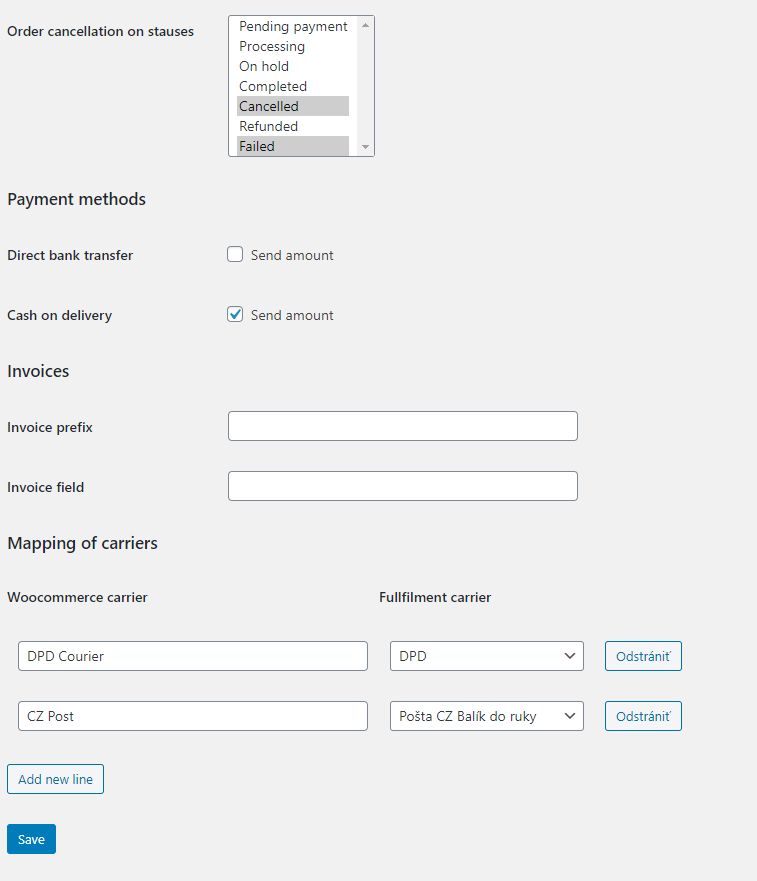 Order cancellation on stauses
Pending payment
Processing
On hold
Completed
Cancelled
Refunded
Failed
Payment methods
Direct bank transfer Send amount
Cash on delivery Send amount
Invoices
Invoice prefix
Invoice field
Mapping of carriers
Woocommerce carrier Fullfilment carrier
DPD Courier DPD Odstrániť
CZ Post Pošta CZ Balík do ruky Odstrániť
Add new line
Save